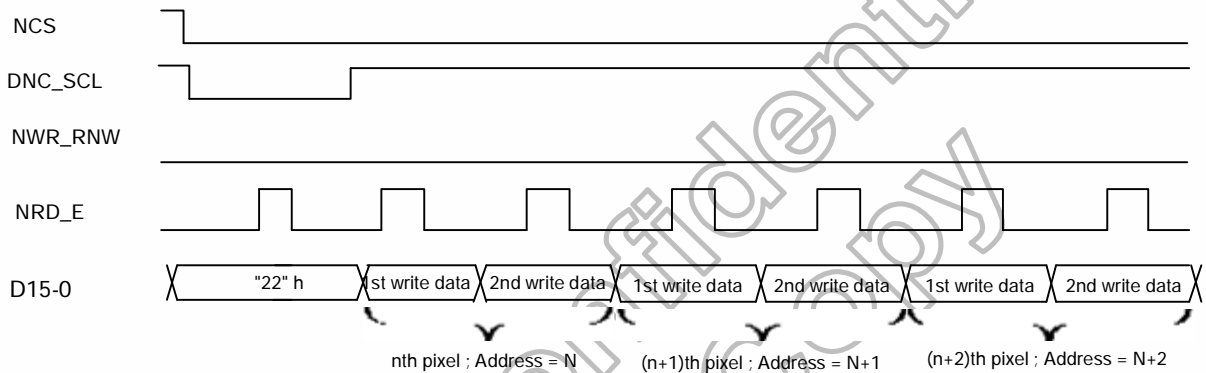 NCS
DNC_SCL
NWR_RNW
NRD_E
D15-0 "22" h 1st write data 2nd write data 1st write data 2nd write data 1st write data 2nd write data
nth pixel ; Address = N (n+1)th pixel ; Address = N+1 (n+2)th pixel ; Address = N+2
onfidenti
copy